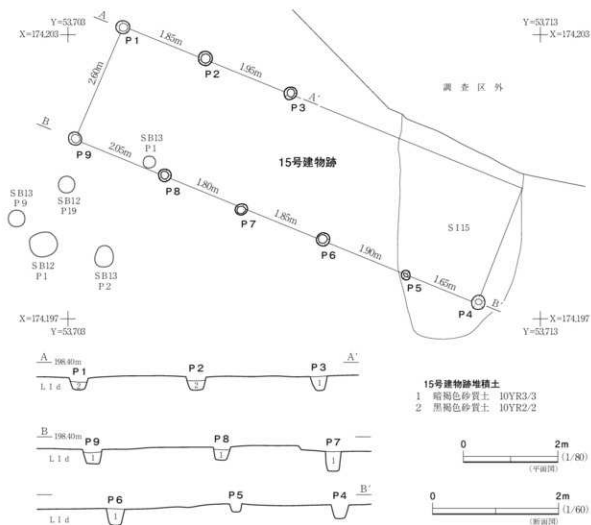 A
Y=53,703
X=174,203
P1
1.85m
P2
1.95m
P3
A'
Y=53,713
X=174,203
調査区外
2.60m
B
P9
2.05m
SB13
P1
P8
15号建物跡
1.80m
P7
1.85m
P6
1.90m
P5
1.65m
P4
B'
SI15
SB13
P9
SB12
P19
SB12
P1
SB13
P2
X=174,197
Y=53,703
X=174,197
Y=53,713
A 198.40m
P1
P2
P3
A'
LⅠd
2
2
1
B 198.40m
P9
P8
P7
LⅠd
1
1
1
P6
P5
P4
B'
LⅠd
1
15号建物跡堆積土
1 暗褐色砂質土 10YR3/3
2 黒褐色砂質土 10YR2/2
0 2m
(1/80)
(平面図)
0 2m
(1/60)
(断面図)